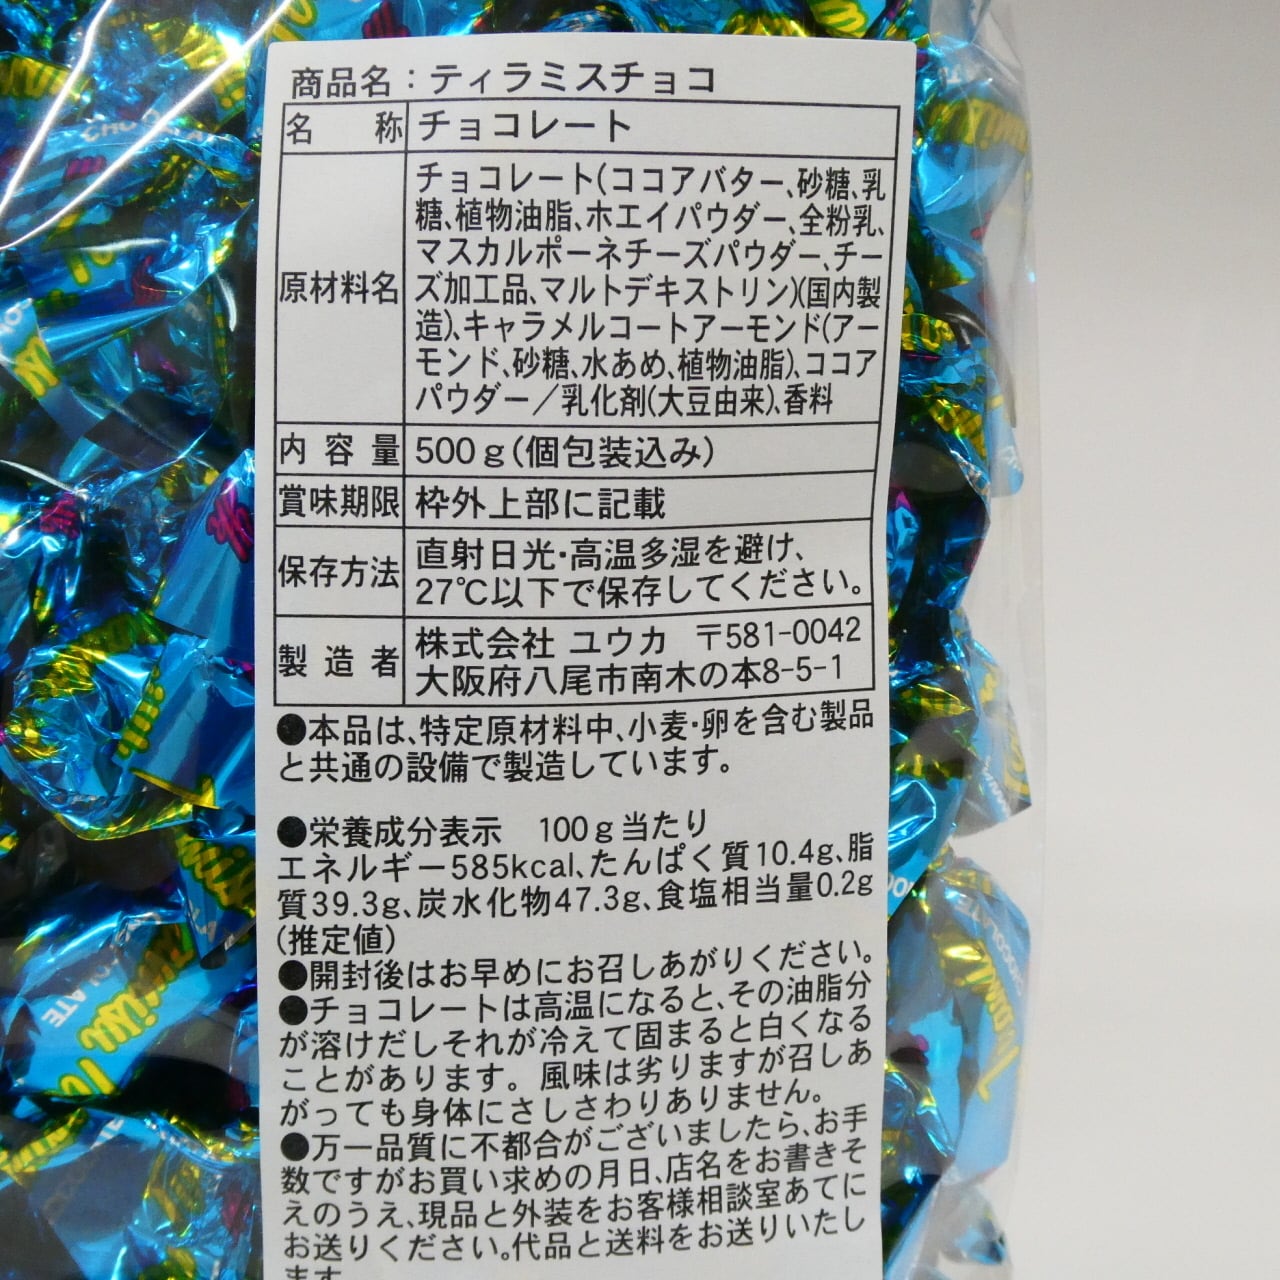 商品名：ティラミスチョコ
名　称 チョコレート
原材料名 チョコレート(ココアバター、砂糖、乳
糖、植物油脂、ホエイパウダー、全粉乳、
マスカルポーネチーズパウダー、チー
ズ加工品、マルトデキストリン)(国内製
造)、キャラメルコートアーモンド(アー
モンド、砂糖、水あめ、植物油脂)、ココア
パウダー／乳化剤(大豆由来)、香料
内容量 500g(個包装込み)
賞味期限 枠外上部に記載
保存方法 直射日光・高温多湿を避け、
27℃以下で保存してください。
製造者 株式会社 ユウカ 〒581-0042
大阪府八尾市南木の本8-5-1
●本品は、特定原材料中、小麦・卵を含む製品
と共通の設備で製造しています。
●栄養成分表示　100g当たり
エネルギー585kcal、たんぱく質10.4g、脂
質39.3g、炭水化物47.3g、食塩相当量0.2g
(推定値)
●開封後はお早めにお召しあがりください。
●チョコレートは高温になると、その油脂分
が溶けだしそれが冷えて固まると白くなる
ことがあります。風味は劣りますが召しあ
がっても身体にさしさわりありません。
●万一品質に不都合がございましたら、お手
数ですがお買い求めの月日、店名をお書きそ
えのうえ、現品と外装をお客様相談室あてに
お送りください。代品と送料をお送りいたし
ます